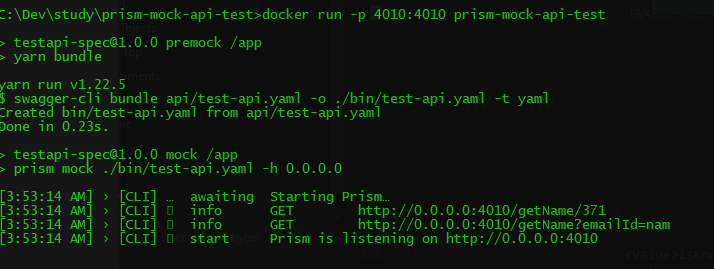 C:\Dev\study\prism-mock-api-test>docker run -p 4010:4010 prism-mock-api-test
> testapi-spec@1.0.0 premock /app
> yarn bundle
yarn run v1.22.5
$ swagger-cli bundle api/test-api.yaml -o ./bin/test-api.yaml -t yaml
Created bin/test-api.yaml from api/test-api.yaml
Done in 0.23s.
> testapi-spec@1.0.0 mock /app
> prism mock ./bin/test-api.yaml -h 0.0.0.0
[3:53:14 AM] › [CLI] … awaiting Starting Prism…
[3:53:14 AM] › [CLI] info GET http://0.0.0.0:4010/getName/371
[3:53:14 AM] › [CLI] info GET http://0.0.0.0:4010/getName?emailId=nam
[3:53:14 AM] › [CLI] start Prism is listening on http://0.0.0.0:4010